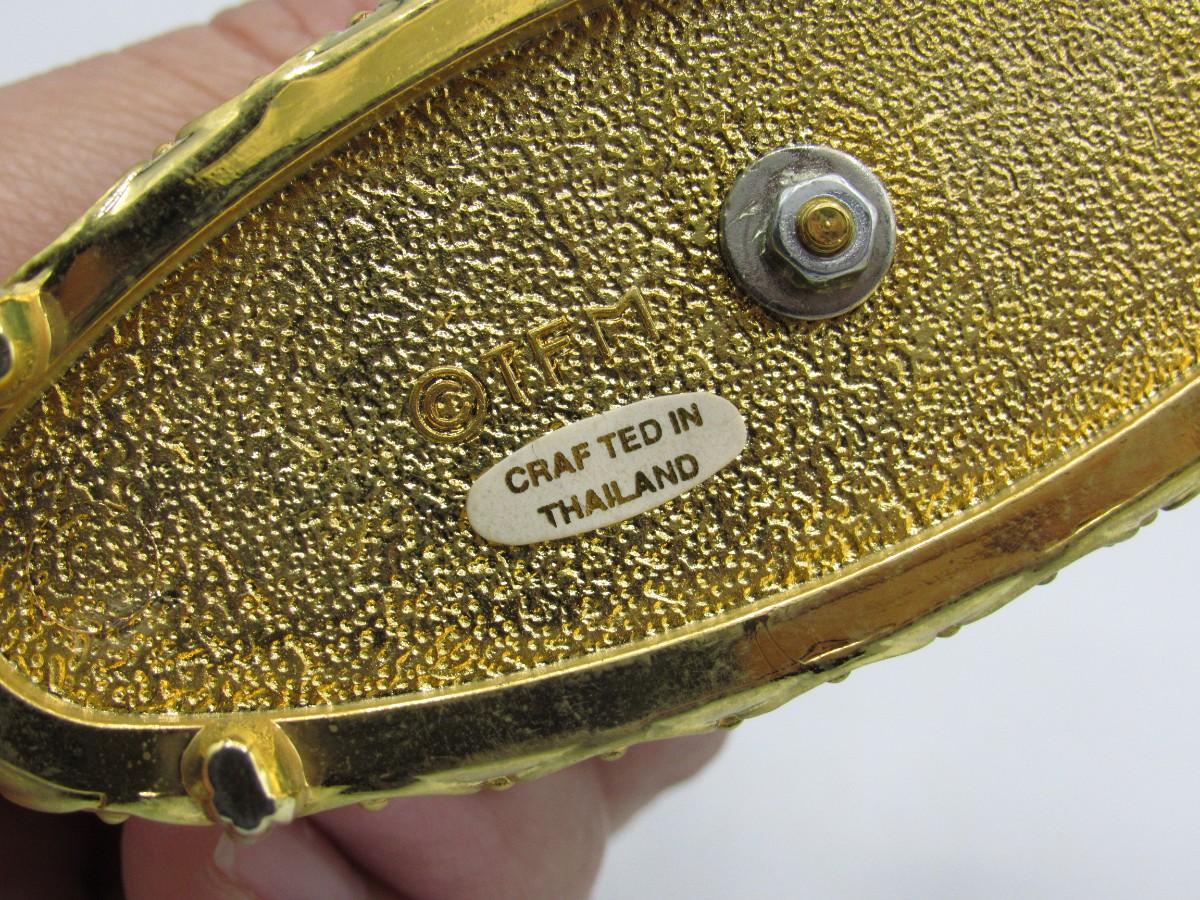 © TFM
CRAF TED IN
THAILAND